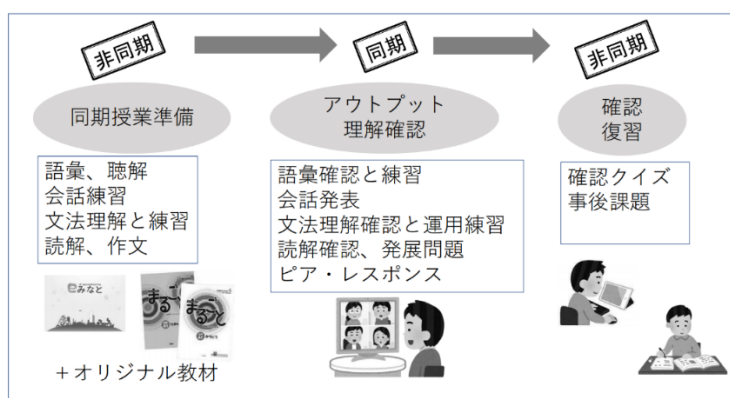 非同期
同期
非同期
同期授業準備
アウトプット
理解確認
確認
復習
語彙、聴解
会話練習
文法理解と練習
読解、作文
語彙確認と練習
会話発表
文法理解確認と運用練習
読解確認、発展問題
ピア・レスポンス
確認クイズ
事後課題
みなと
まるごと
まるごと
+オリジナル教材